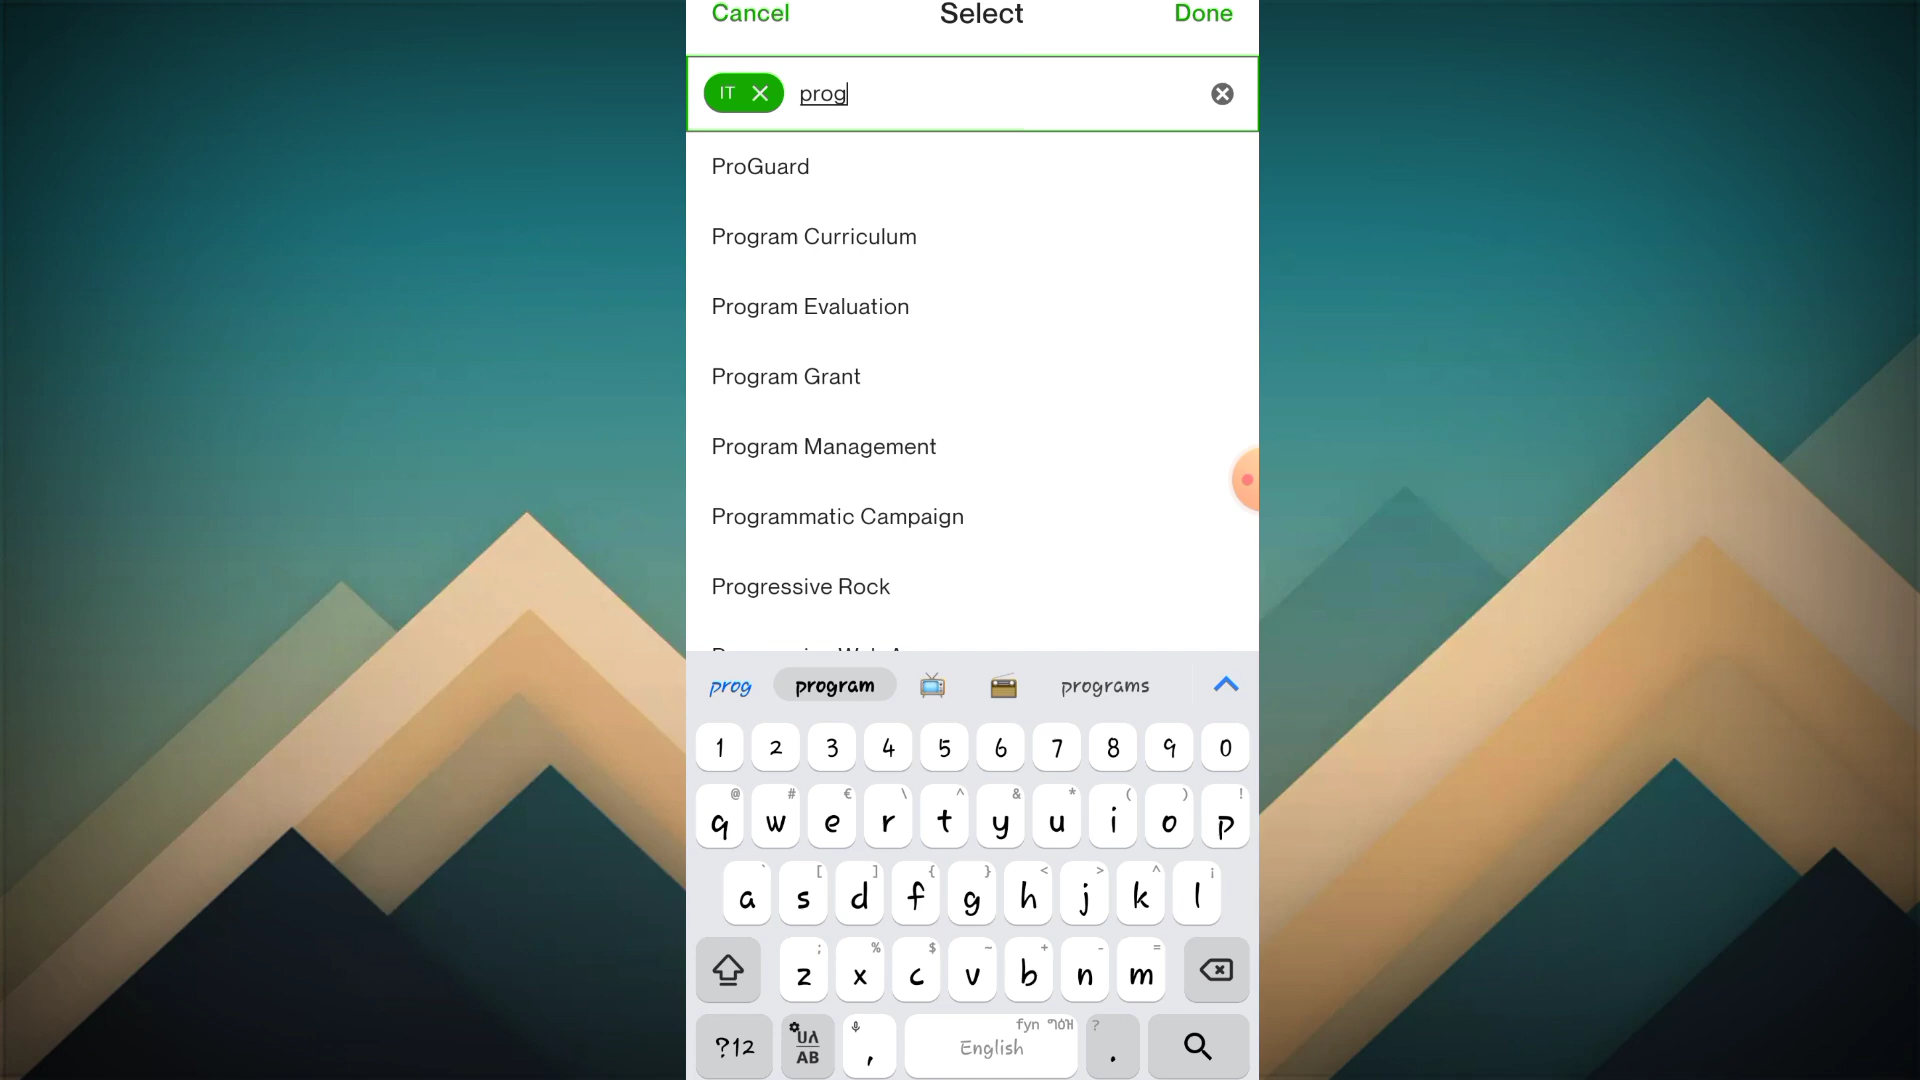 Cancel Select Done
IT prog
ProGuard
Program Curriculum
Program Evaluation
Program Grant
Program Management
Programmatic Campaign
Progressive Rock
prog program programs
1 2 3 4 5 6 7 8 9 0
@ # € \ ^ & * ( ) !
q w e r t y u i o p
` [ ] { } < > ^ ¡
a s d f g h j k l
; % $ ~ + - =
z x c v b n m
?12 AB , English ? .